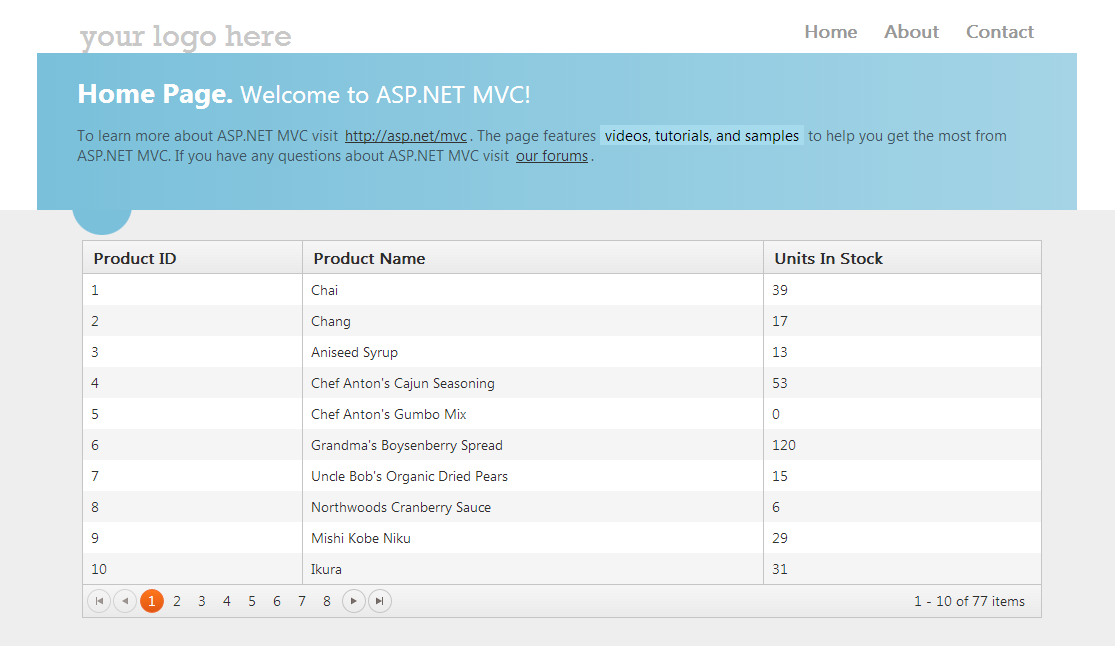 your logo here
Home About Contact
Home Page. Welcome to ASP.NET MVC!
To learn more about ASP.NET MVC visit http://asp.net/mvc. The page features videos, tutorials, and samples to help you get the most from
ASP.NET MVC. If you have any questions about ASP.NET MVC visit our forums.
Product ID Product Name Units In Stock
1 Chai 39
2 Chang 17
3 Aniseed Syrup 13
4 Chef Anton's Cajun Seasoning 53
5 Chef Anton's Gumbo Mix 0
6 Grandma's Boysenberry Spread 120
7 Uncle Bob's Organic Dried Pears 15
8 Northwoods Cranberry Sauce 6
9 Mishi Kobe Niku 29
10 Ikura 31
1 2 3 4 5 6 7 8 1 - 10 of 77 items